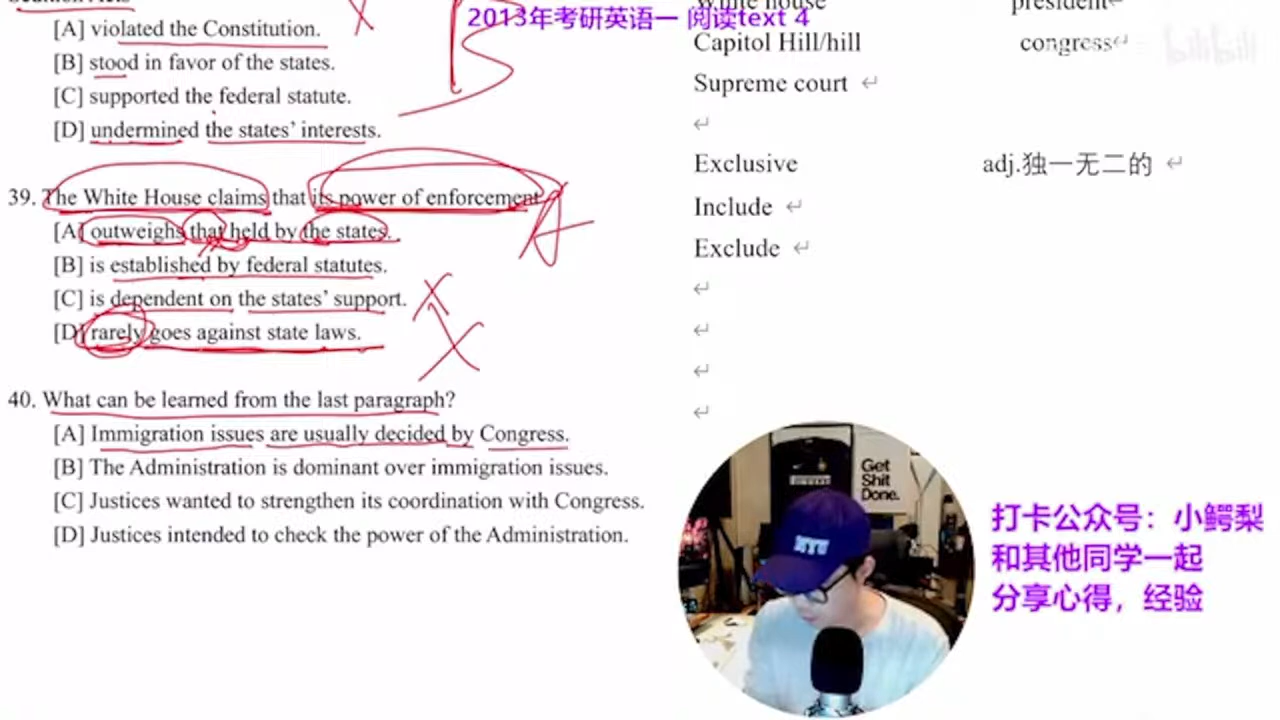 2013年考研英语一 阅读text 4
[A] violated the Constitution.
[B] stood in favor of the states.
[C] supported the federal statute.
[D] undermined the states' interests.
39. The White House claims that its power of enforcement
[A] outweighs that held by the states.
[B] is established by federal statutes.
[C] is dependent on the states' support.
[D] rarely goes against state laws.
40. What can be learned from the last paragraph?
[A] Immigration issues are usually decided by Congress.
[B] The Administration is dominant over immigration issues.
[C] Justices wanted to strengthen its coordination with Congress.
[D] Justices intended to check the power of the Administration.
White house president
Capitol Hill/hill congress
Supreme court
Exclusive adj.独一无二的
Include
Exclude
bilibili
Get
Shit
Done.
NYU
打卡公众号：小鳄梨
和其他同学一起
分享心得，经验